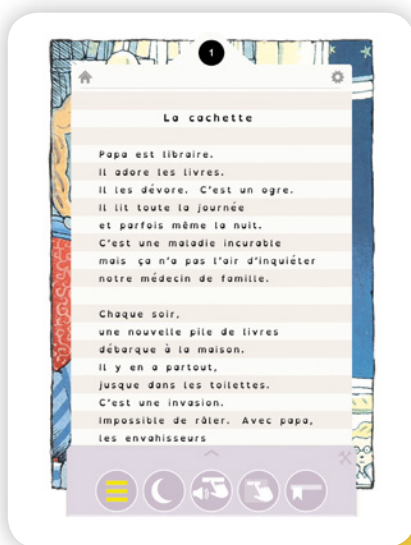 1
La cachette
Papa est libraire.
Il adore les livres.
Il les dévore. C'est un ogre.
Il lit toute la journée
et parfois même la nuit.
C'est une maladie incurable
mais ça n'a pas l'air d'inquiéter
notre médecin de famille.
Chaque soir,
une nouvelle pile de livres
débarque à la maison.
Il y en a partout,
jusque dans les toilettes.
C'est une invasion.
Impossible de râler. Avec papa,
les envahisseurs